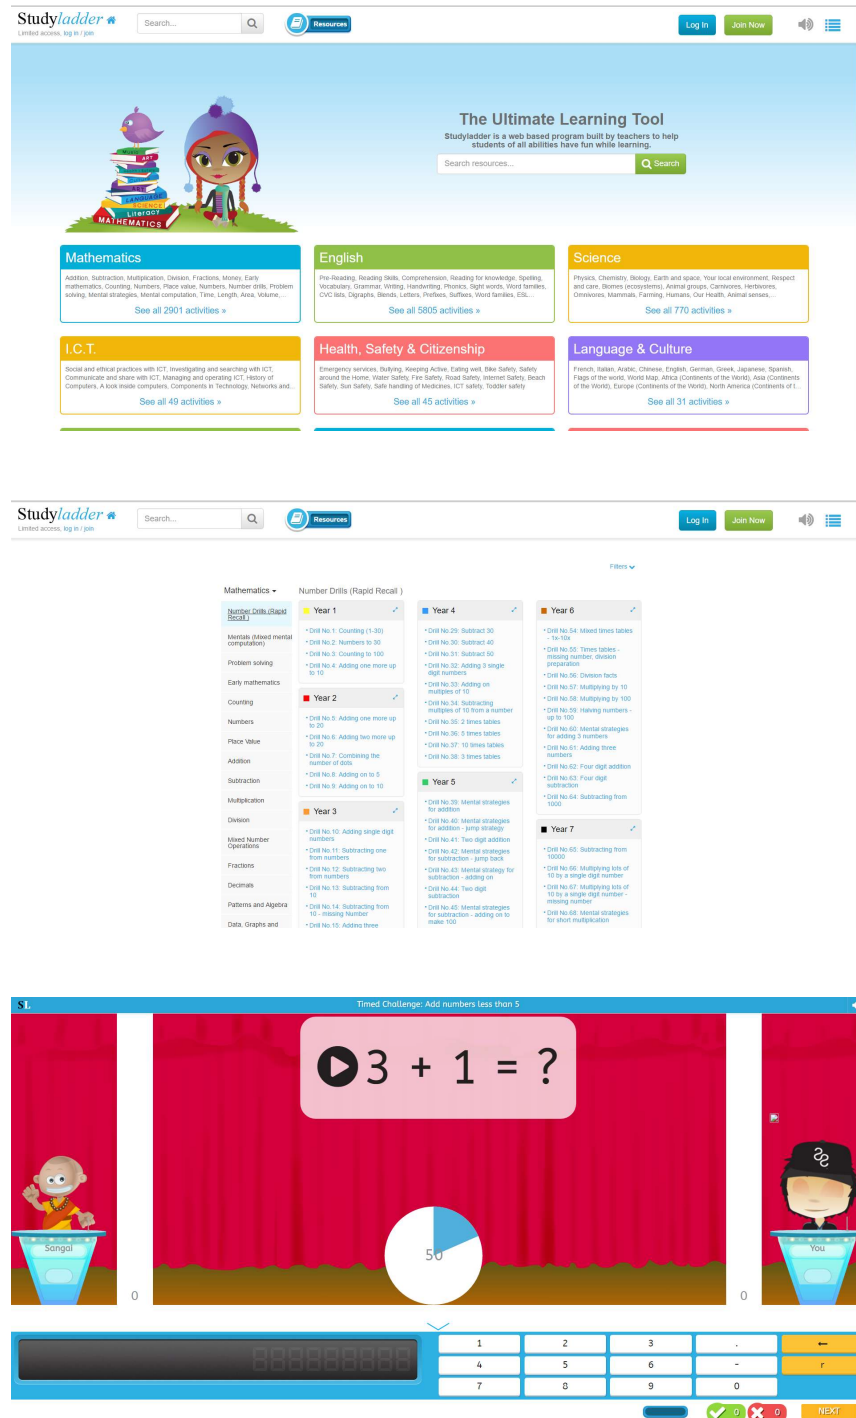 Studyladder
Limited access, log in / join
Search...
Resources
Log In
Join Now
The Ultimate Learning Tool
Studyladder is a web based program built by teachers to help
students of all abilities have fun while learning.
Search resources...
Search
MUSIC
ART
LANGUAGE
SCIENCE
Literacy
MATHEMATICS
Mathematics
Addition, Subtraction, Multiplication, Division, Fractions, Money, Early
mathematics, Counting, Numbers, Place value, Numbers, Number drills, Problem
solving, Mental strategies, Mental computation, Time, Length, Area, Volume,...
See all 2901 activities »
English
Pre-Reading, Reading Skills, Comprehension, Reading for knowledge, Spelling,
Vocabulary, Grammar, Writing, Handwriting, Phonics, Sight words, Word families,
CVC lists, Digraphs, Blends, Letters, Prefixes, Suffixes, Word families, ESL...
See all 5805 activities »
Science
Physics, Chemistry, Biology, Earth and space, Your local environment, Respect
and care, Biomes (ecosystems), Animal groups, Carnivores, Herbivores,
Omnivores, Mammals, Farming, Humans, Our Health, Animal senses,...
See all 770 activities »
I.C.T.
Social and ethical practices with ICT, Investigating and searching with ICT,
Communicate and share with ICT, Managing and operating ICT, History of
Computers, A look inside computers, Components in Technology, Networks and...
See all 49 activities »
Health, Safety & Citizenship
Emergency services, Bullying, Keeping Active, Eating well, Bike Safety, Safety
around the Home, Water Safety, Fire Safety, Road Safety, Internet Safety, Beach
Safety, Sun Safety, Safe handling of Medicines, ICT safety, Toddler safety
See all 45 activities »
Language & Culture
French, Italian, Arabic, Chinese, English, German, Greek, Japanese, Spanish,
Flags of the world, World Map, Africa (Continents of the World), Asia (Continents
of the World), Europe (Continents of the World), North America (Continents of t...
See all 31 activities »
Studyladder
Limited access, log in / join
Search...
Resources
Log In
Join Now
Filters
Mathematics
Number Drills (Rapid Recall )
Number Drills (Rapid
Recall )
Mentals (Mixed mental
computation)
Problem solving
Early mathematics
Counting
Numbers
Place Value
Addition
Subtraction
Multiplication
Division
Mixed Number
Operations
Fractions
Decimals
Patterns and Algebra
Data, Graphs and
Year 1
Drill No.1: Counting (1-30)
Drill No.2: Numbers to 30
Drill No.3: Counting to 100
Drill No.4: Adding one more up
to 10
Year 2
Drill No.5: Adding one more up
to 20
Drill No.6: Adding two more up
to 20
Drill No.7: Combining the
number of dots
Drill No.8: Adding on to 5
Drill No.9: Adding on to 10
Year 3
Drill No.10: Adding single digit
numbers
Drill No.11: Subtracting one
from numbers
Drill No.12: Subtracting two
from numbers
Drill No.13: Subtracting from
10
Drill No.14: Subtracting from
10 - missing Number
Drill No.15: Adding three
Year 4
Drill No.29: Subtract 30
Drill No.30: Subtract 40
Drill No.31: Subtract 50
Drill No.32: Adding 3 single
digit numbers
Drill No.33: Adding on
multiples of 10
Drill No.34: Subtracting
multiples of 10 from a number
Drill No.35: 2 times tables
Drill No.36: 5 times tables
Drill No.37: 10 times tables
Drill No.38: 3 times tables
Year 5
Drill No.39: Mental strategies
for addition
Drill No.40: Mental strategies
for addition - jump strategy
Drill No.41: Two digit addition
Drill No.42: Mental strategies
for subtraction - jump back
Drill No.43: Mental strategy for
subtraction - adding on
Drill No.44: Two digit
subtraction
Drill No.45: Mental strategies
for subtraction - adding on to
make 100
Year 6
Drill No.54: Mixed times tables
- 1x-10x
Drill No.55: Times tables -
missing number, division
preparation
Drill No.56: Division facts
Drill No.57: Multiplying by 10
Drill No.58: Multiplying by 100
Drill No.59: Halving numbers -
up to 100
Drill No.60: Mental strategies
for adding 3 numbers
Drill No.61: Adding three
numbers
Drill No.62: Four digit addition
Drill No.63: Four digit
subtraction
Drill No.64: Subtracting from
1000
Year 7
Drill No.65: Subtracting from
10000
Drill No.66: Multiplying lots of
10 by a single digit number
Drill No.67: Multiplying lots of
10 by a single digit number -
missing number
Drill No.68: Mental strategies
for short multiplication
SL
Timed Challenge: Add numbers less than 5
3 + 1 = ?
50
Sangai
0
0
You
1 2 3 . ←
4 5 6 - r
7 8 9 0
0 0 NEXT